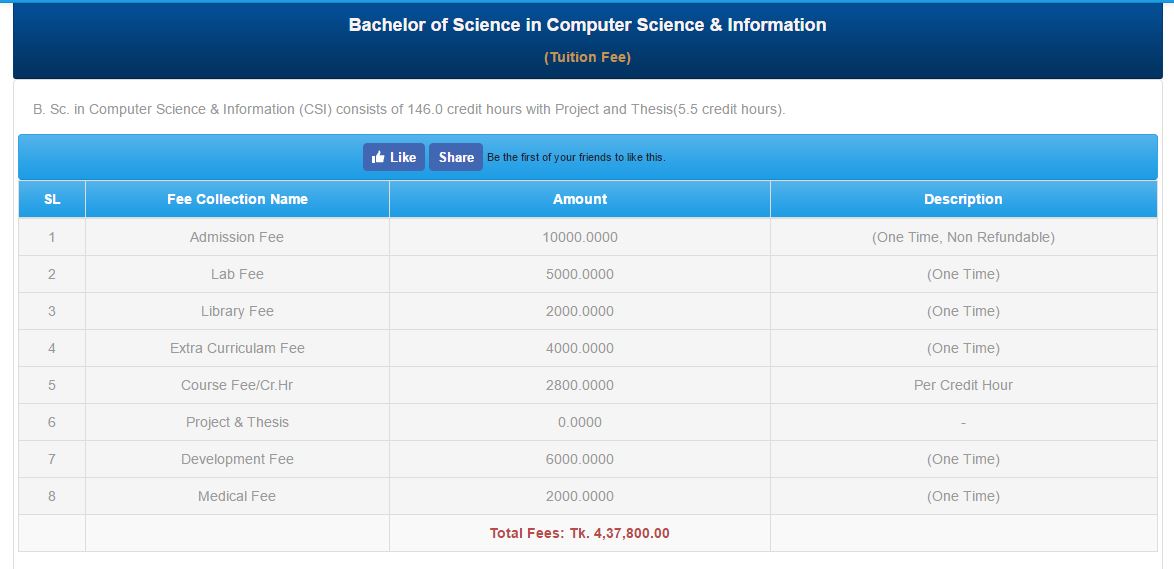 Bachelor of Science in Computer Science & Information
(Tuition Fee)
B. Sc. in Computer Science & Information (CSI) consists of 146.0 credit hours with Project and Thesis(5.5 credit hours).
Like Share Be the first of your friends to like this.
SL Fee Collection Name Amount Description
1 Admission Fee 10000.0000 (One Time, Non Refundable)
2 Lab Fee 5000.0000 (One Time)
3 Library Fee 2000.0000 (One Time)
4 Extra Curriculam Fee 4000.0000 (One Time)
5 Course Fee/Cr.Hr 2800.0000 Per Credit Hour
6 Project & Thesis 0.0000 -
7 Development Fee 6000.0000 (One Time)
8 Medical Fee 2000.0000 (One Time)
Total Fees: Tk. 4,37,800.00